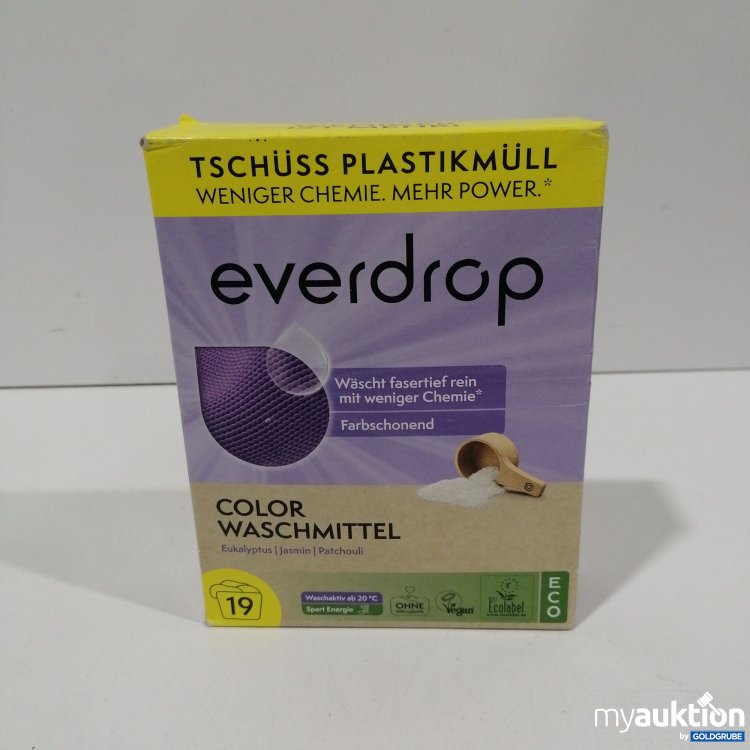 TSCHÜSS PLASTIKMÜLL
WENIGER CHEMIE. MEHR POWER.*
everdrop
Wäscht fasertief rein
mit weniger Chemie*
Farbschonend
COLOR
WASCHMITTEL
Eukalyptus | Jasmin | Patchouli
19
Waschaktiv ab 20 °C
Spart Energie
OHNE
Vegan
EU
Ecolabel
ECO
myauktion
by GOLDGRUBE